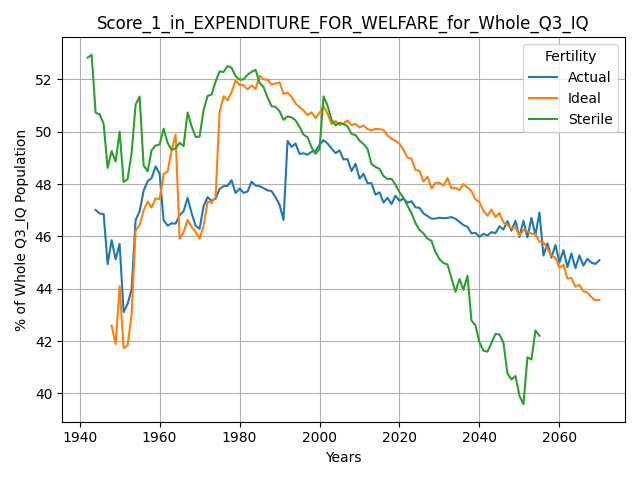 Score_1_in_EXPENDITURE_FOR_WELFARE_for_Whole_Q3_IQ
Fertility
Actual
Ideal
Sterile
% of Whole Q3_IQ Population
52
50
48
46
44
42
40
1940
1960
1980
2000
2020
2040
2060
Years